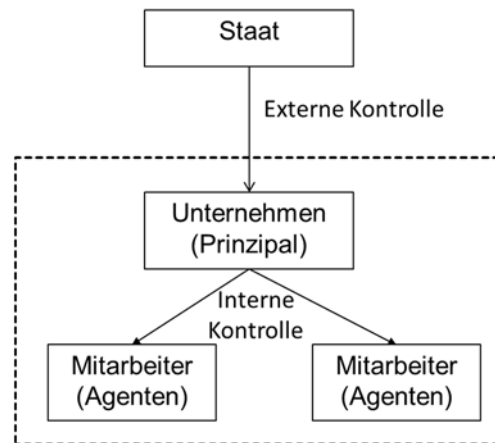 Staat
Externe Kontrolle
Unternehmen
(Prinzipal)
Interne
Kontrolle
Mitarbeiter
(Agenten)
Mitarbeiter
(Agenten)